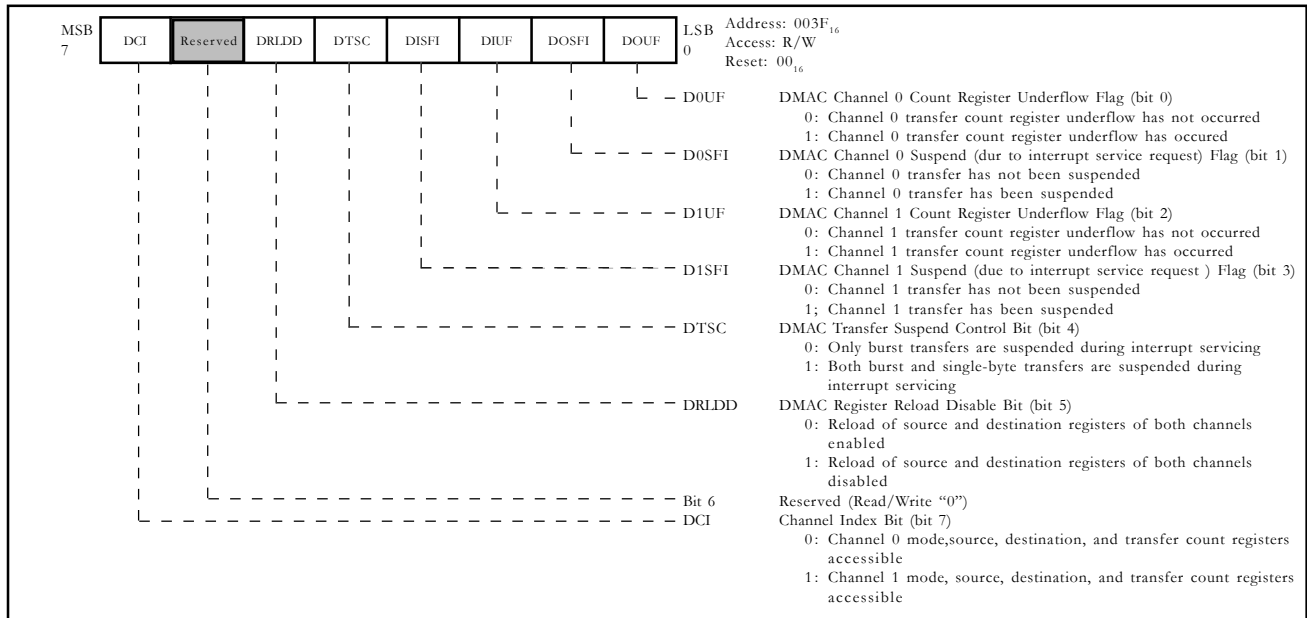 MSB
7
DCI
Reserved
DRLDD
DTSC
DISFI
DIUF
DOSFI
DOUF
LSB
0
Address: 003F16
Access: R/W
Reset: 0016
D0UF DMAC Channel 0 Count Register Underflow Flag (bit 0)
0: Channel 0 transfer count register underflow has not occurred
1: Channel 0 transfer count register underflow has occured
D0SFI DMAC Channel 0 Suspend (dur to interrupt service request) Flag (bit 1)
0: Channel 0 transfer has not been suspended
1: Channel 0 transfer has been suspended
D1UF DMAC Channel 1 Count Register Underflow Flag (bit 2)
0: Channel 1 transfer count register underflow has not occurred
1: Channel 1 transfer count register underflow has occurred
D1SFI DMAC Channel 1 Suspend (due to interrupt service request ) Flag (bit 3)
0: Channel 1 transfer has not been suspended
1; Channel 1 transfer has been suspended
DTSC DMAC Transfer Suspend Control Bit (bit 4)
0: Only burst transfers are suspended during interrupt servicing
1: Both burst and single-byte transfers are suspended during
interrupt servicing
DRLDD DMAC Register Reload Disable Bit (bit 5)
0: Reload of source and destination registers of both channels
enabled
1: Reload of source and destination registers of both channels
disabled
Bit 6 Reserved (Read/Write “0”)
DCI Channel Index Bit (bit 7)
0: Channel 0 mode,source, destination, and transfer count registers
accessible
1: Channel 1 mode, source, destination, and transfer count registers
accessible